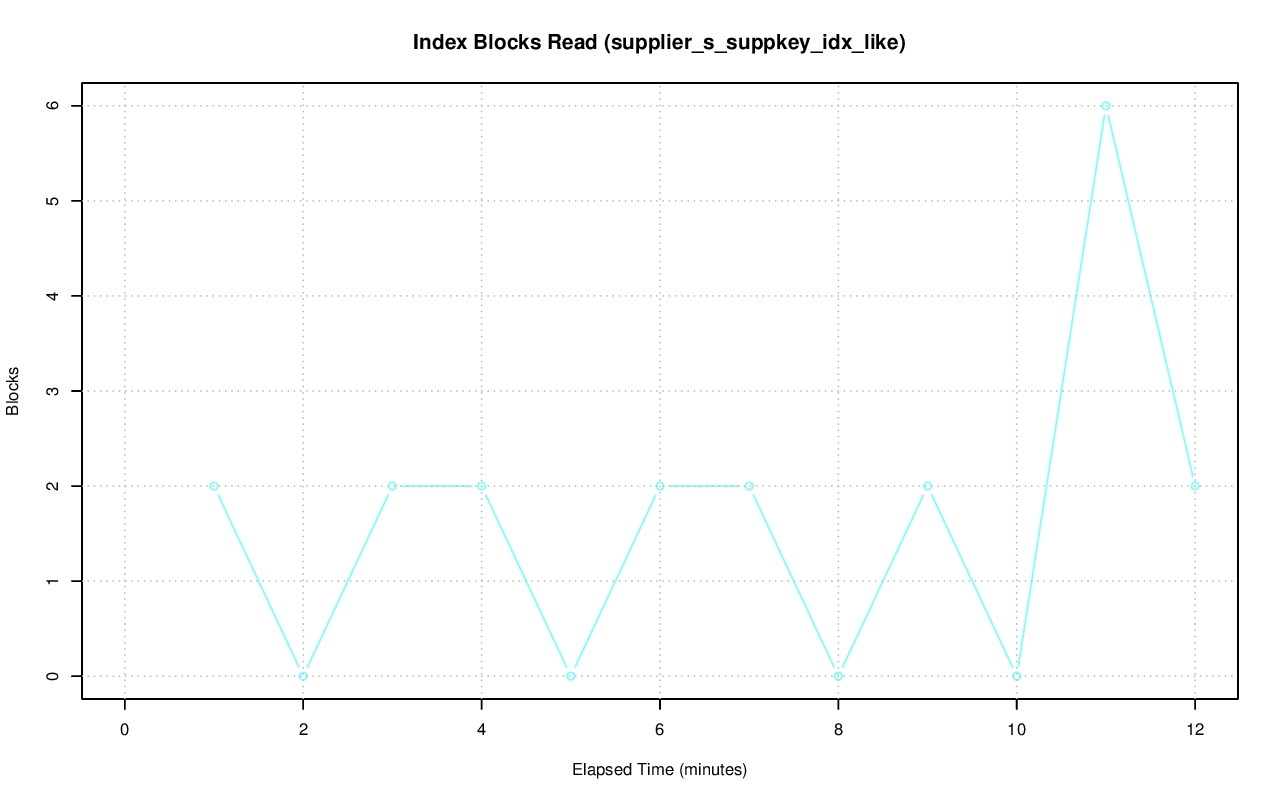 Index Blocks Read (supplier_s_suppkey_idx_like)
6
5
4
3
2
1
0
Blocks
0 2 4 6 8 10 12
Elapsed Time (minutes)